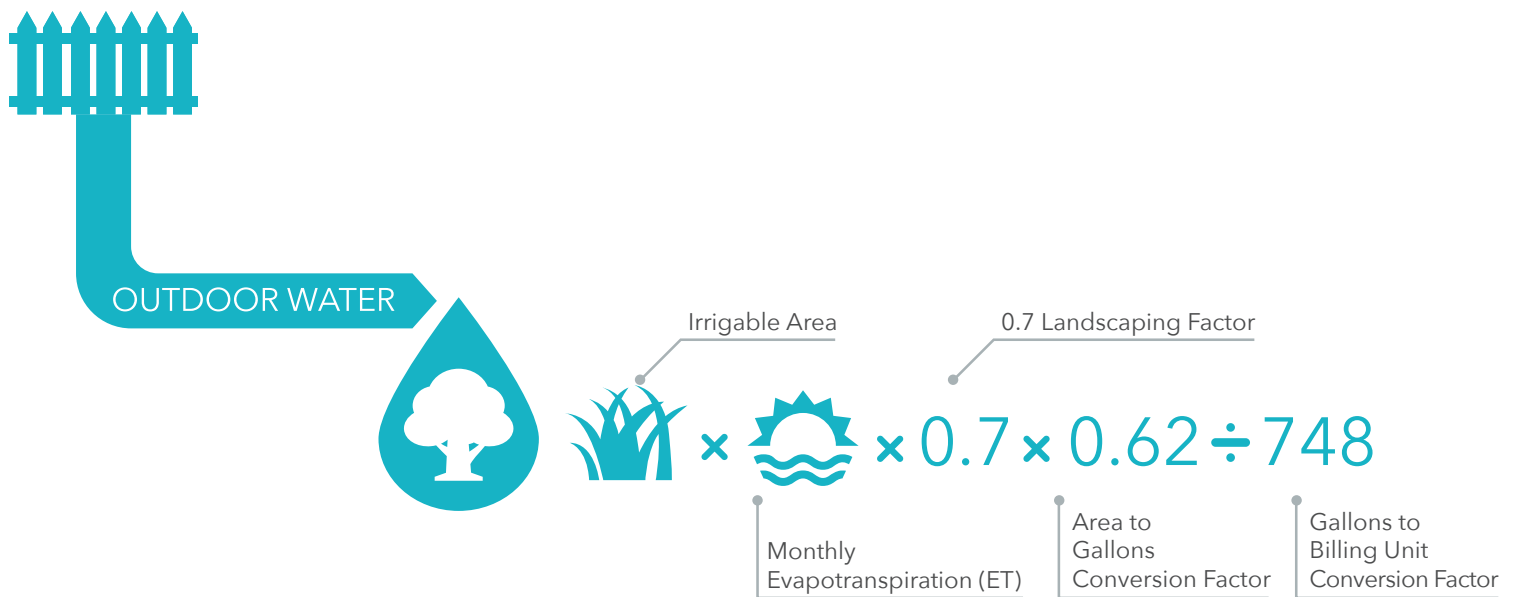 OUTDOOR WATER
Irrigable Area
0.7 Landscaping Factor
× × 0.7 × 0.62 ÷ 748
Monthly
Evapotranspiration (ET)
Area to
Gallons
Conversion Factor
Gallons to
Billing Unit
Conversion Factor